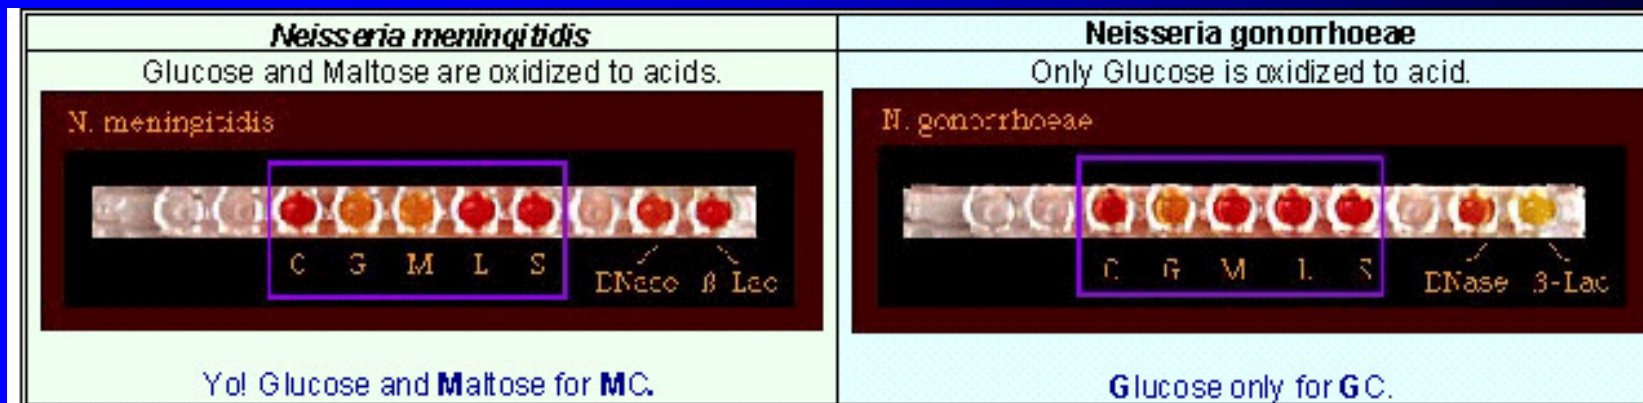 Neisseria meningitidis
Glucose and Maltose are oxidized to acids.
N. meningitidis
C G M L S
DNaco ß Lac
Yo! Glucose and Maltose for MC.
Neisseria gonorrhoeae
Only Glucose is oxidized to acid.
N. gonorrhoeae
C G M L S
DNase ß-Lac
Glucose only for GC.